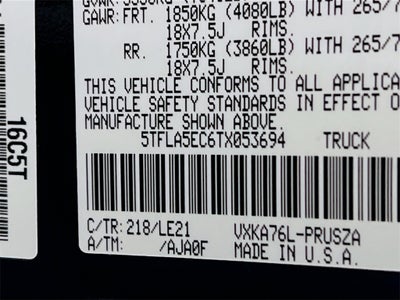 GAWR: FRT. 1850KG (4080LB) WITH 265/7
18X7.5J RIMS.
RR. 1750KG (3860LB) WITH 265/7
18X7.5J RIMS.
THIS VEHICLE CONFORMS TO ALL APPLICA
VEHICLE SAFETY STANDARDS IN EFFECT O
MANUFACTURE SHOWN ABOVE.
5TFLA5EC6TX053694 TRUCK
C/TR: 218/LE21 VXKA76L-PRUSZA
A/TM: /AJA0F MADE IN U.S.A.
16C5T